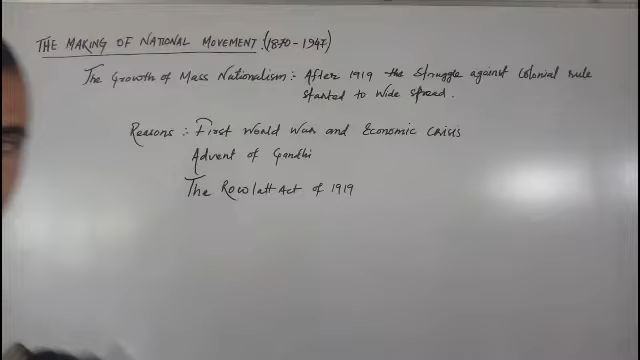 THE MAKING OF NATIONAL MOVEMENT : (1870-1947)
The Growth of Mass Nationalism :- After 1919 the struggle against colonial rule
started to wide spread.
Reasons :- First World War and Economic crisis
Advent of Gandhi
The Rowlatt Act of 1919